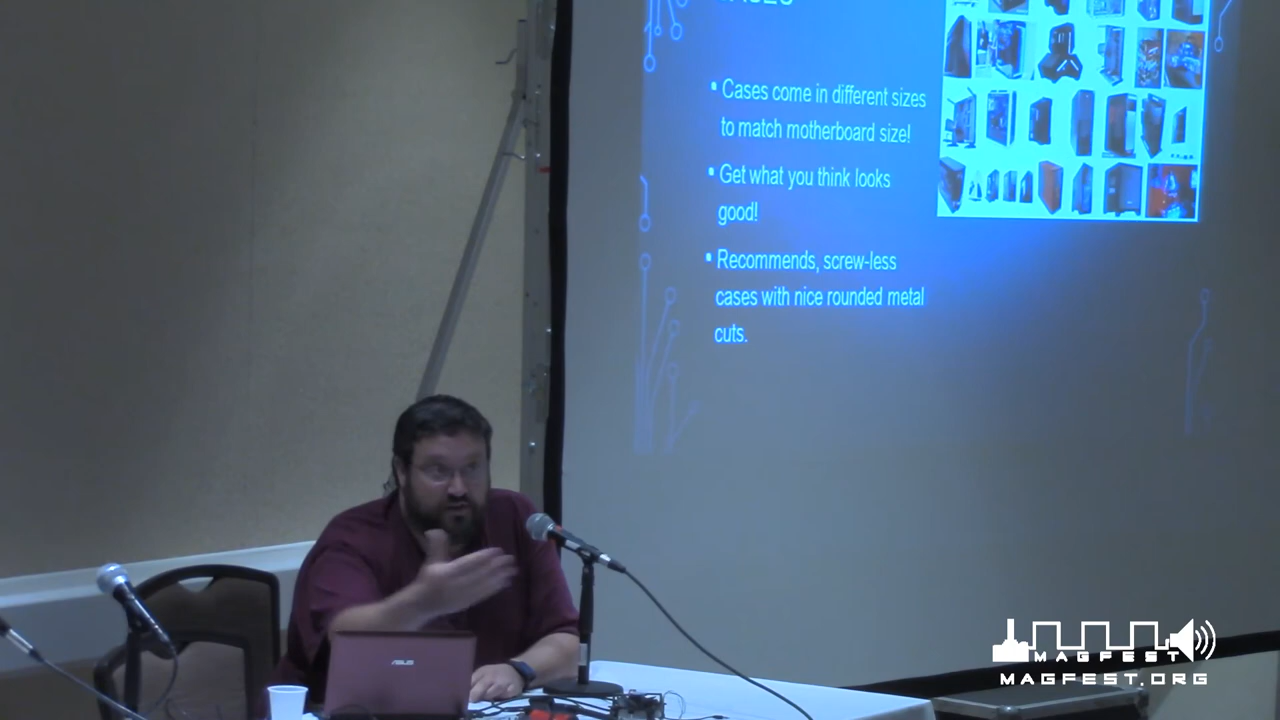 ▪ Cases come in different sizes
to match motherboard size!
▪ Get what you think looks
good!
▪ Recommends, screw-less
cases with nice rounded metal
cuts.
ASUS
MAGFEST
MAGFEST.ORG